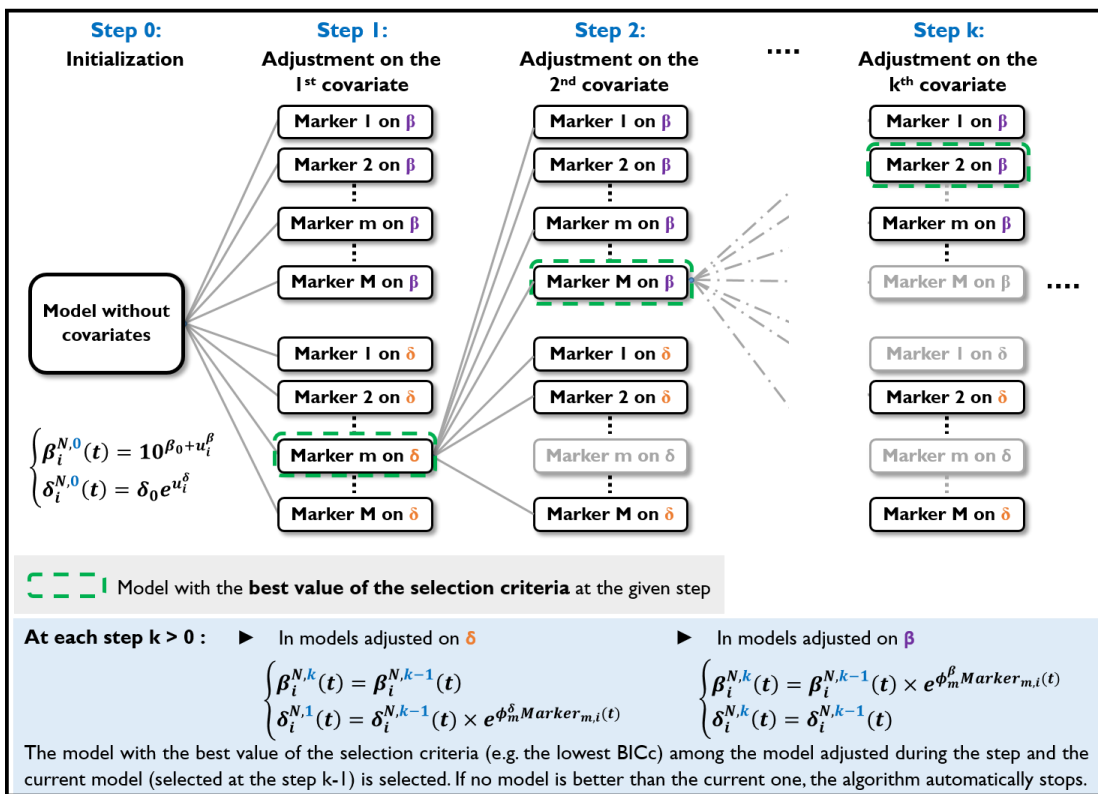 Step 0:
Initialization
Step 1:
Adjustment on the
1st covariate
Step 2:
Adjustment on the
2nd covariate
....
Step k:
Adjustment on the
kth covariate
Model without
covariates
Marker 1 on β
Marker 2 on β
Marker m on β
Marker M on β
Marker 1 on δ
Marker 2 on δ
Marker m on δ
Marker M on δ
Marker 1 on β
Marker 2 on β
Marker m on β
Marker M on β
Marker 1 on δ
Marker 2 on δ
Marker m on δ
Marker M on δ
Marker 1 on β
Marker 2 on β
Marker m on β
Marker M on β
....
Marker 1 on δ
Marker 2 on δ
Marker m on δ
Marker M on δ
β_i^{N,0}(t) = 10^{β_0+u_i^β}
δ_i^{N,0}(t) = δ_0 e^{u_i^δ}
Model with the best value of the selection criteria at the given step
At each step k > 0 :
► In models adjusted on δ
β_i^{N,k}(t) = β_i^{N,k-1}(t)
δ_i^{N,1}(t) = δ_i^{N,k-1}(t) × e^{ϕ_m^δ Marker_{m,i}(t)}
► In models adjusted on β
β_i^{N,k}(t) = β_i^{N,k-1}(t) × e^{ϕ_m^β Marker_{m,i}(t)}
δ_i^{N,k}(t) = δ_i^{N,k-1}(t)
The model with the best value of the selection criteria (e.g. the lowest BICc) among the model adjusted during the step and the
current model (selected at the step k-1) is selected. If no model is better than the current one, the algorithm automatically stops.